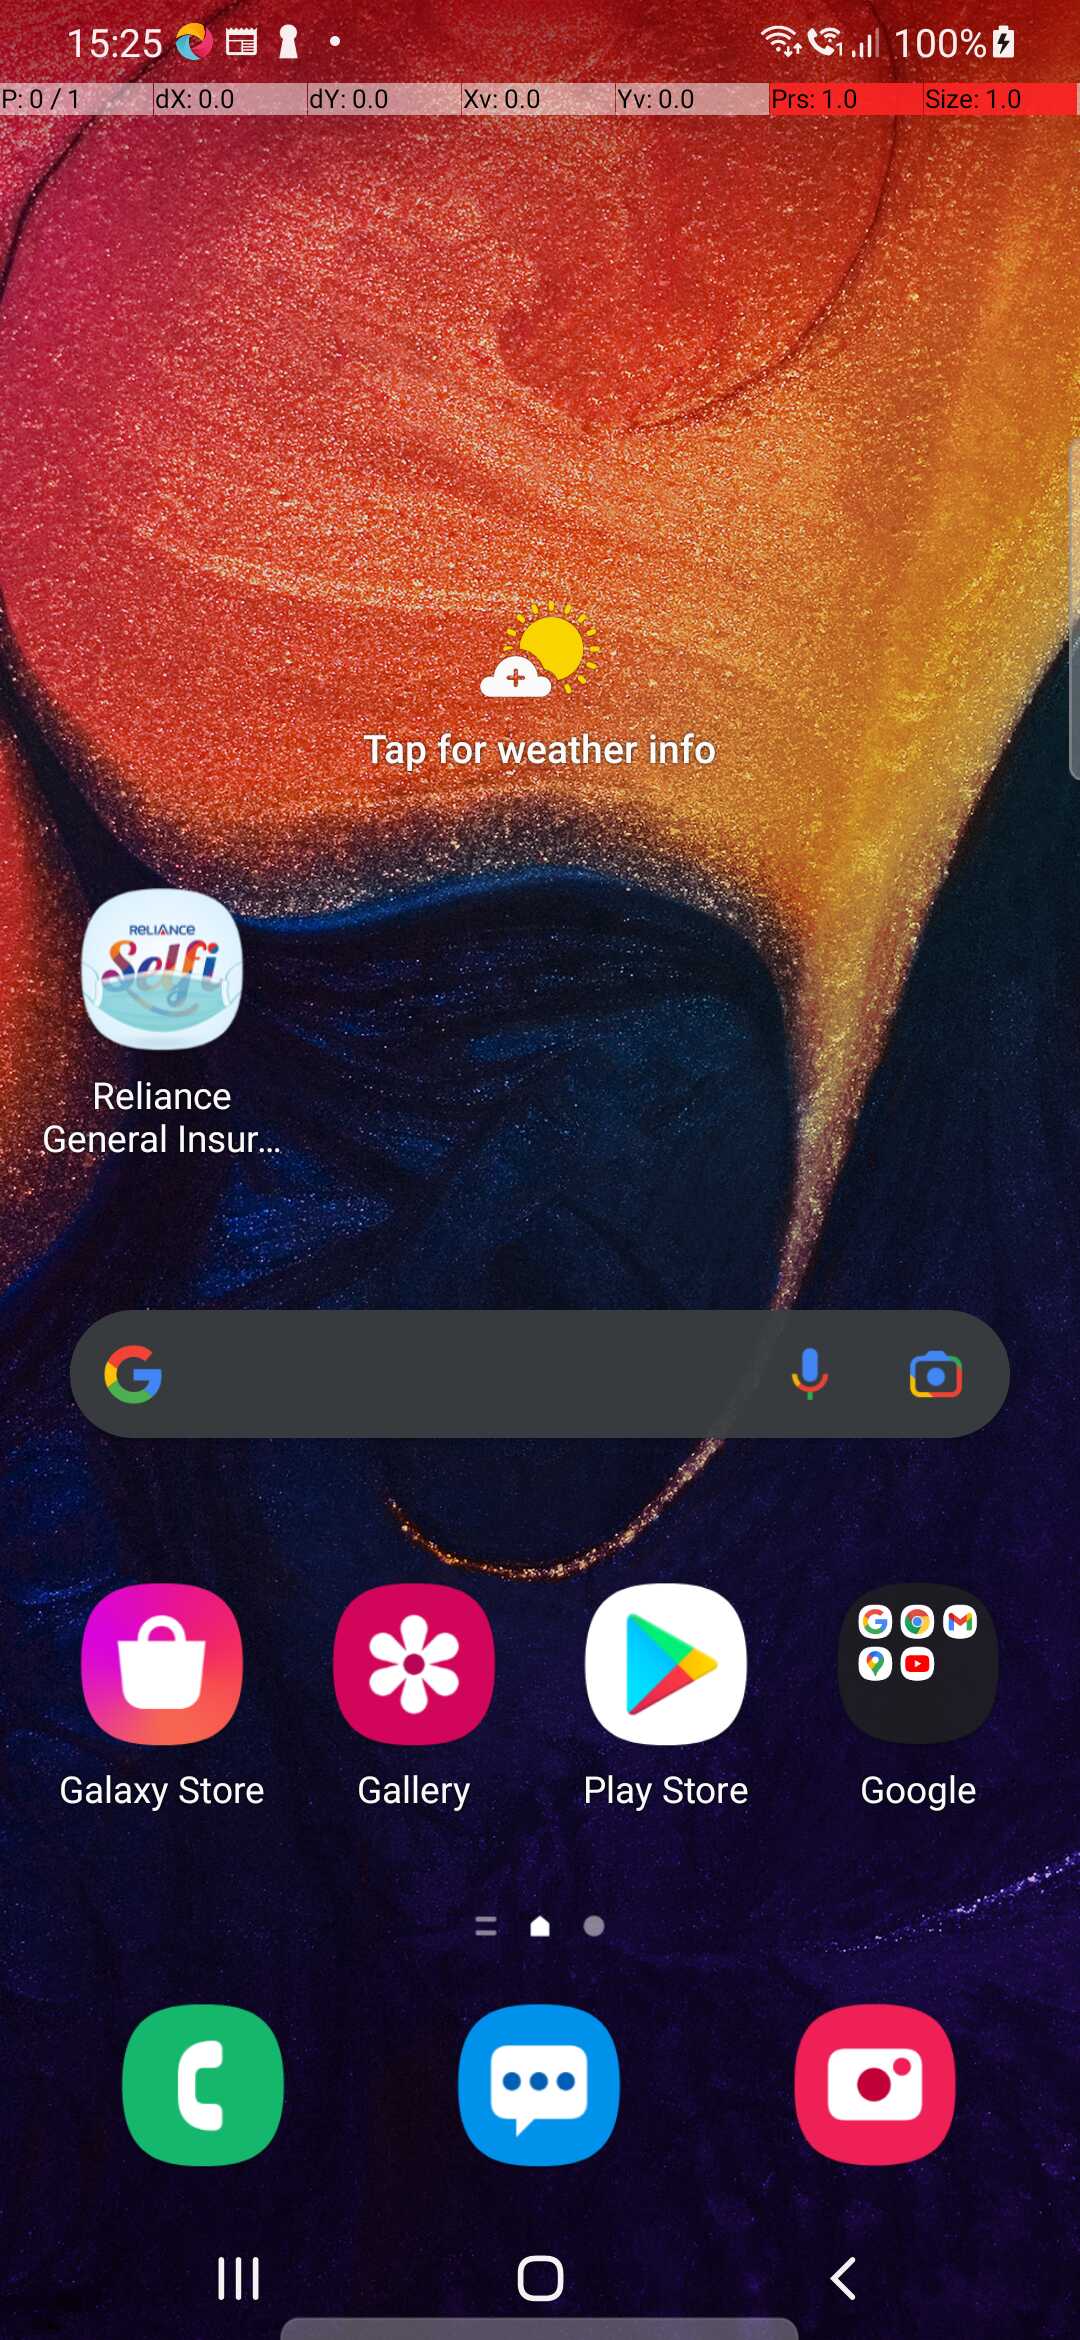 15:25
100%
P: 0 / 1 dX: 0.0 dY: 0.0 Xv: 0.0 Yv: 0.0 Prs: 1.0 Size: 1.0
Tap for weather info
RELIANCE
Selfi
Reliance
General Insur...
Galaxy Store Gallery Play Store Google